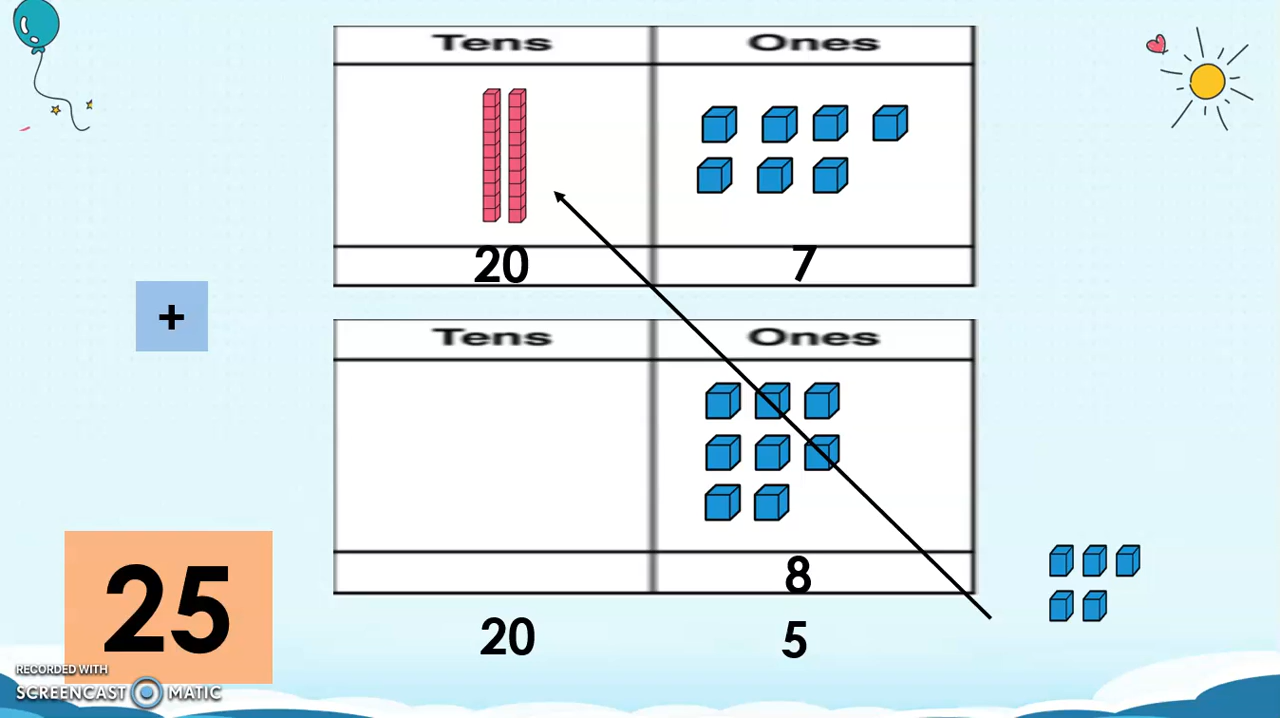 Tens Ones
20 7
+
Tens Ones
8
20 5
25
RECORDED WITH
SCREENCAST MATIC